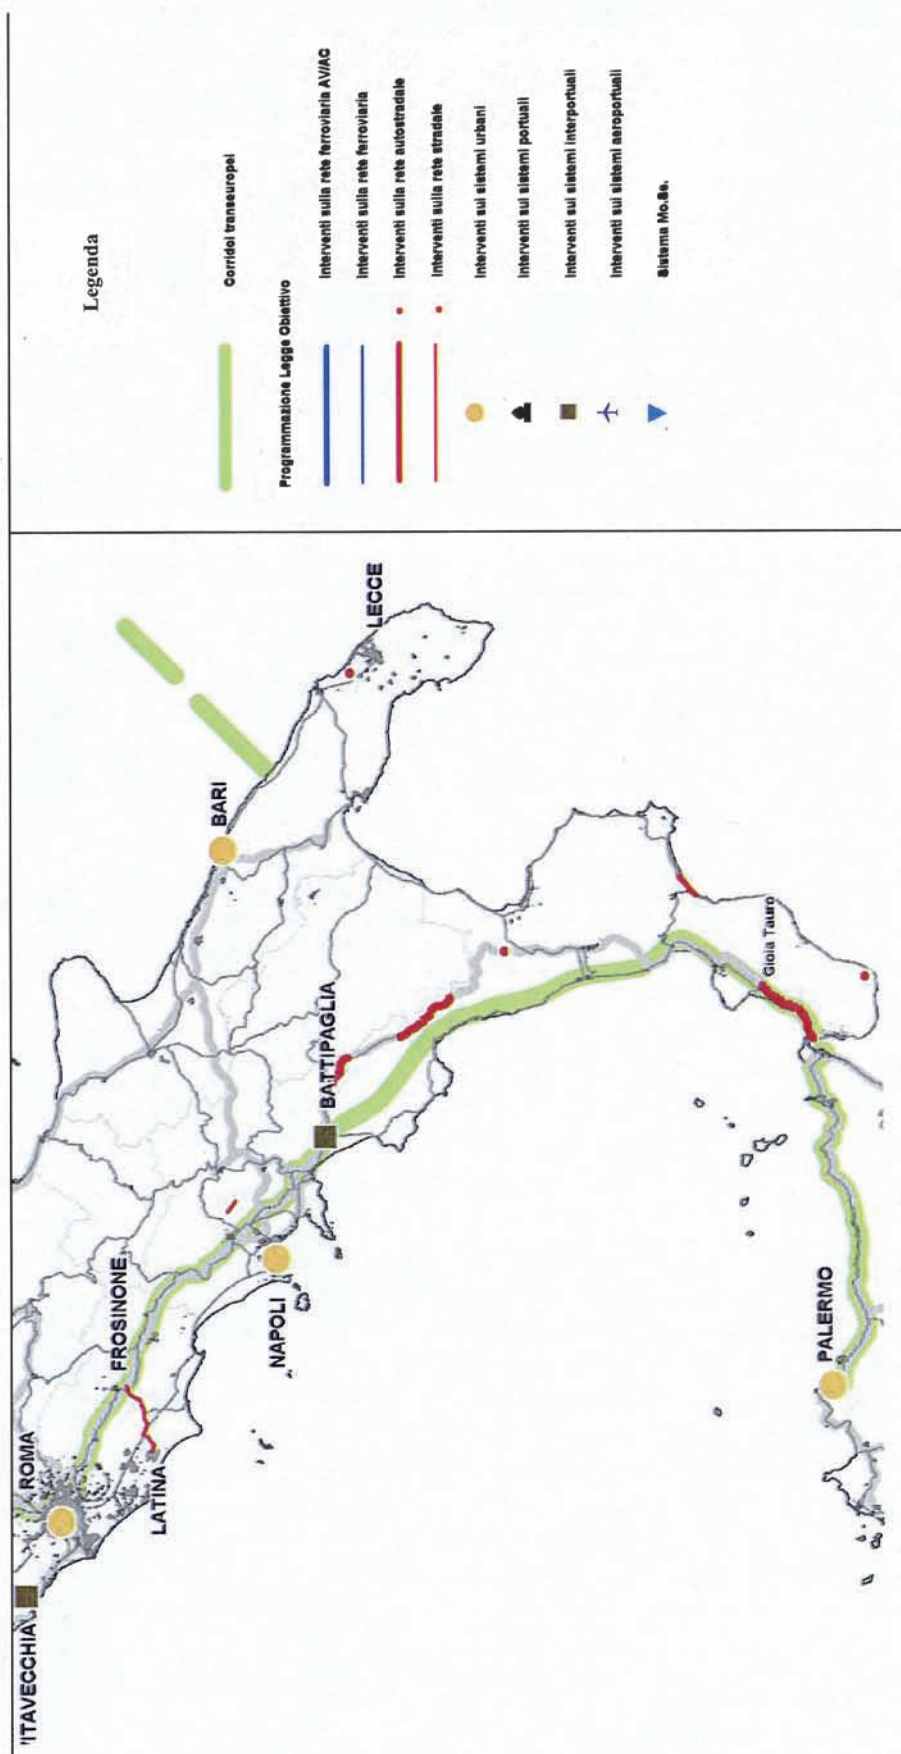 Legenda
Corridoi transeuropei
Programmazione Legge Obiettivo
Interventi sulla rete ferroviaria AV/AC
Interventi sulla rete ferroviaria
Interventi sulla rete autostradale
Interventi sulla rete stradale
Interventi sui sistemi urbani
Interventi sui sistemi portuali
Interventi sui sistemi interportuali
Interventi sui sistemi aeroportuali
Sistema Mo.Se.
ITAVECCHIA
ROMA
LATINA
FROSINONE
NAPOLI
BATTIPAGLIA
BARI
LECCE
Gioia Tauro
PALERMO